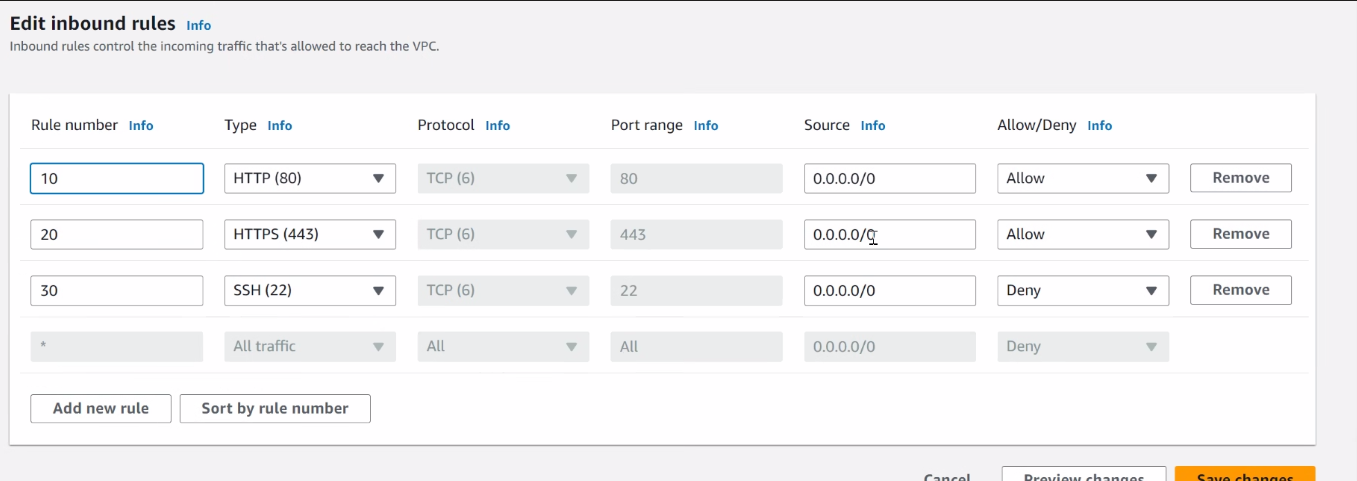 Edit inbound rules Info
Inbound rules control the incoming traffic that's allowed to reach the VPC.
Rule number Info Type Info Protocol Info Port range Info Source Info Allow/Deny Info
10 HTTP (80) TCP (6) 80 0.0.0.0/0 Allow Remove
20 HTTPS (443) TCP (6) 443 0.0.0.0/0 Allow Remove
30 SSH (22) TCP (6) 22 0.0.0.0/0 Deny Remove
* All traffic All All 0.0.0.0/0 Deny
Add new rule Sort by rule number
Cancel Preview changes Save changes